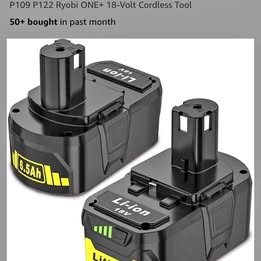 P109 P122 Ryobi ONE+ 18-Volt Cordless Tool
50+ bought in past month
Li-ion
18V
6.5Ah
Li-ion
18V